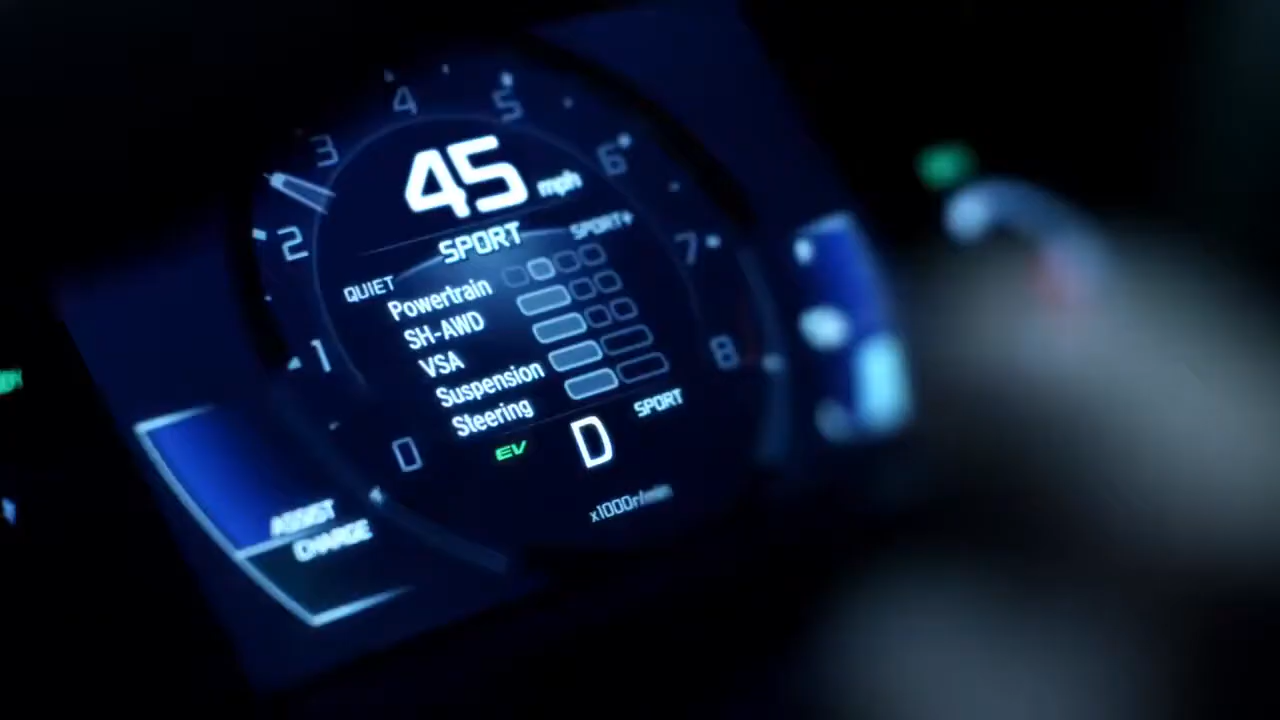 4
5
3
6
45 mph
2
SPORT
SPORT+
7
QUIET
Powertrain
SH-AWD
1
VSA
8
Suspension
Steering
SPORT
0
EV
D
x1000r/min
ASSIST
CHARGE